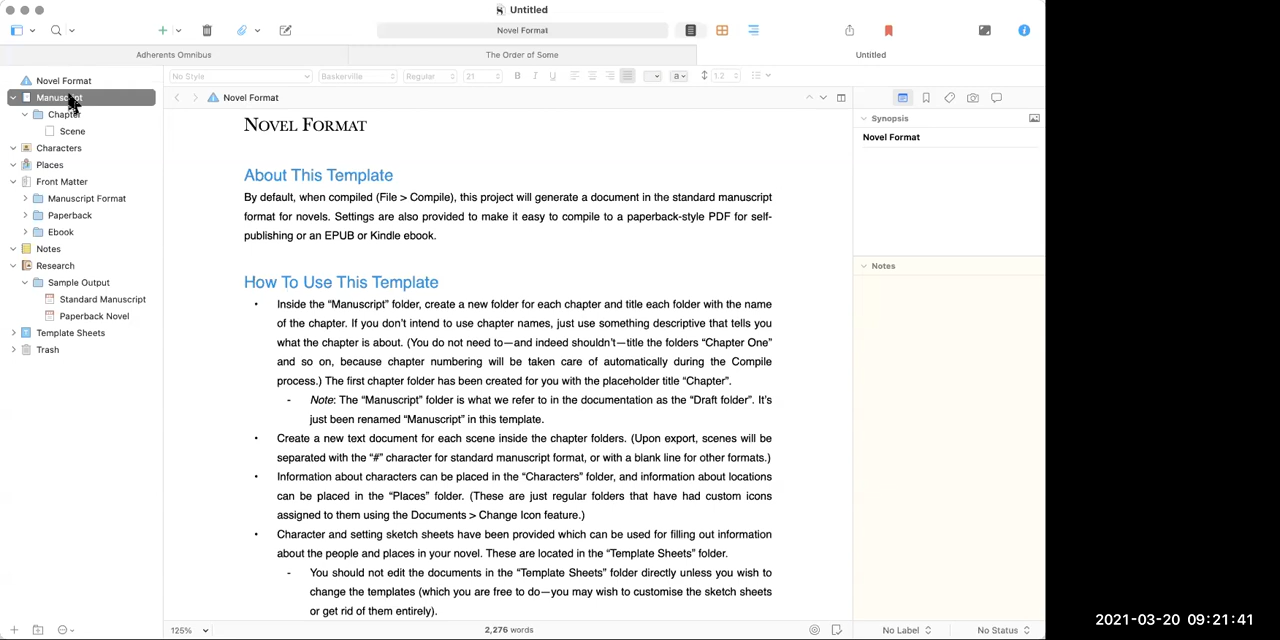 Untitled
Novel Format
Adherents Omnibus
The Order of Some
Untitled
No Style
Baskerville
Regular
21
B I U
a
1.2
Novel Format
Manuscript
Chapter
Scene
Characters
Places
Front Matter
Manuscript Format
Paperback
Ebook
Notes
Research
Sample Output
Standard Manuscript
Paperback Novel
Template Sheets
Trash
Novel Format
NOVEL FORMAT
About This Template
By default, when compiled (File > Compile), this project will generate a document in the standard manuscript
format for novels. Settings are also provided to make it easy to compile to a paperback-style PDF for self-
publishing or an EPUB or Kindle ebook.
How To Use This Template
• Inside the “Manuscript” folder, create a new folder for each chapter and title each folder with the name
of the chapter. If you don’t intend to use chapter names, just use something descriptive that tells you
what the chapter is about. (You do not need to—and indeed shouldn’t—title the folders “Chapter One”
and so on, because chapter numbering will be taken care of automatically during the Compile
process.) The first chapter folder has been created for you with the placeholder title “Chapter”.
- Note: The “Manuscript” folder is what we refer to in the documentation as the “Draft folder”. It’s
just been renamed “Manuscript” in this template.
• Create a new text document for each scene inside the chapter folders. (Upon export, scenes will be
separated with the “#” character for standard manuscript format, or with a blank line for other formats.)
• Information about characters can be placed in the “Characters” folder, and information about locations
can be placed in the “Places” folder. (These are just regular folders that have had custom icons
assigned to them using the Documents > Change Icon feature.)
• Character and setting sketch sheets have been provided which can be used for filling out information
about the people and places in your novel. These are located in the “Template Sheets” folder.
- You should not edit the documents in the “Template Sheets” folder directly unless you wish to
change the templates (which you are free to do—you may wish to customise the sketch sheets
or get rid of them entirely).
125%
2,276 words
Synopsis
Novel Format
Notes
No Label
No Status
2021-03-20 09:21:41